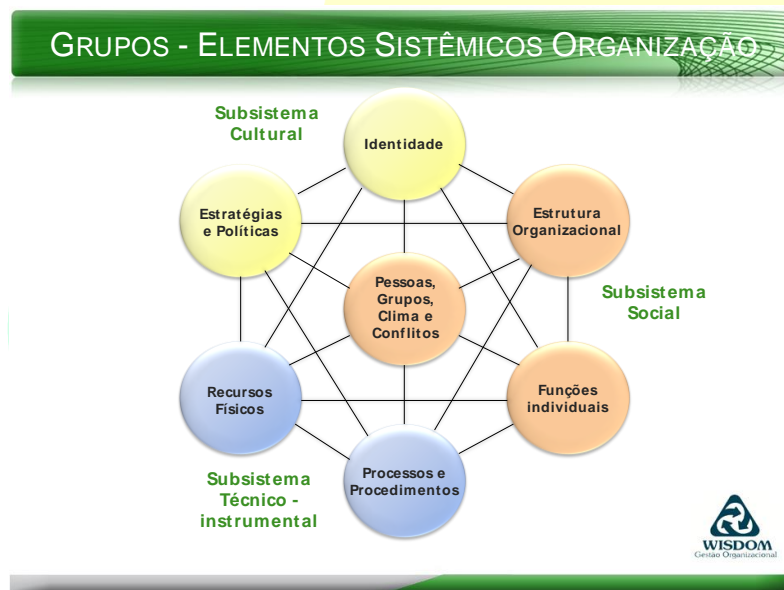 GRUPOS - ELEMENTOS SISTÊMICOS ORGANIZAÇÃO
Subsistema
Cultural
Identidade
Estratégias
e Políticas
Estrutura
Organizacional
Pessoas,
Grupos,
Clima e
Conflitos
Subsistema
Social
Recursos
Físicos
Funções
individuais
Subsistema
Técnico -
instrumental
Processos e
Procedimentos
WISDOM
Gestão Organizacional